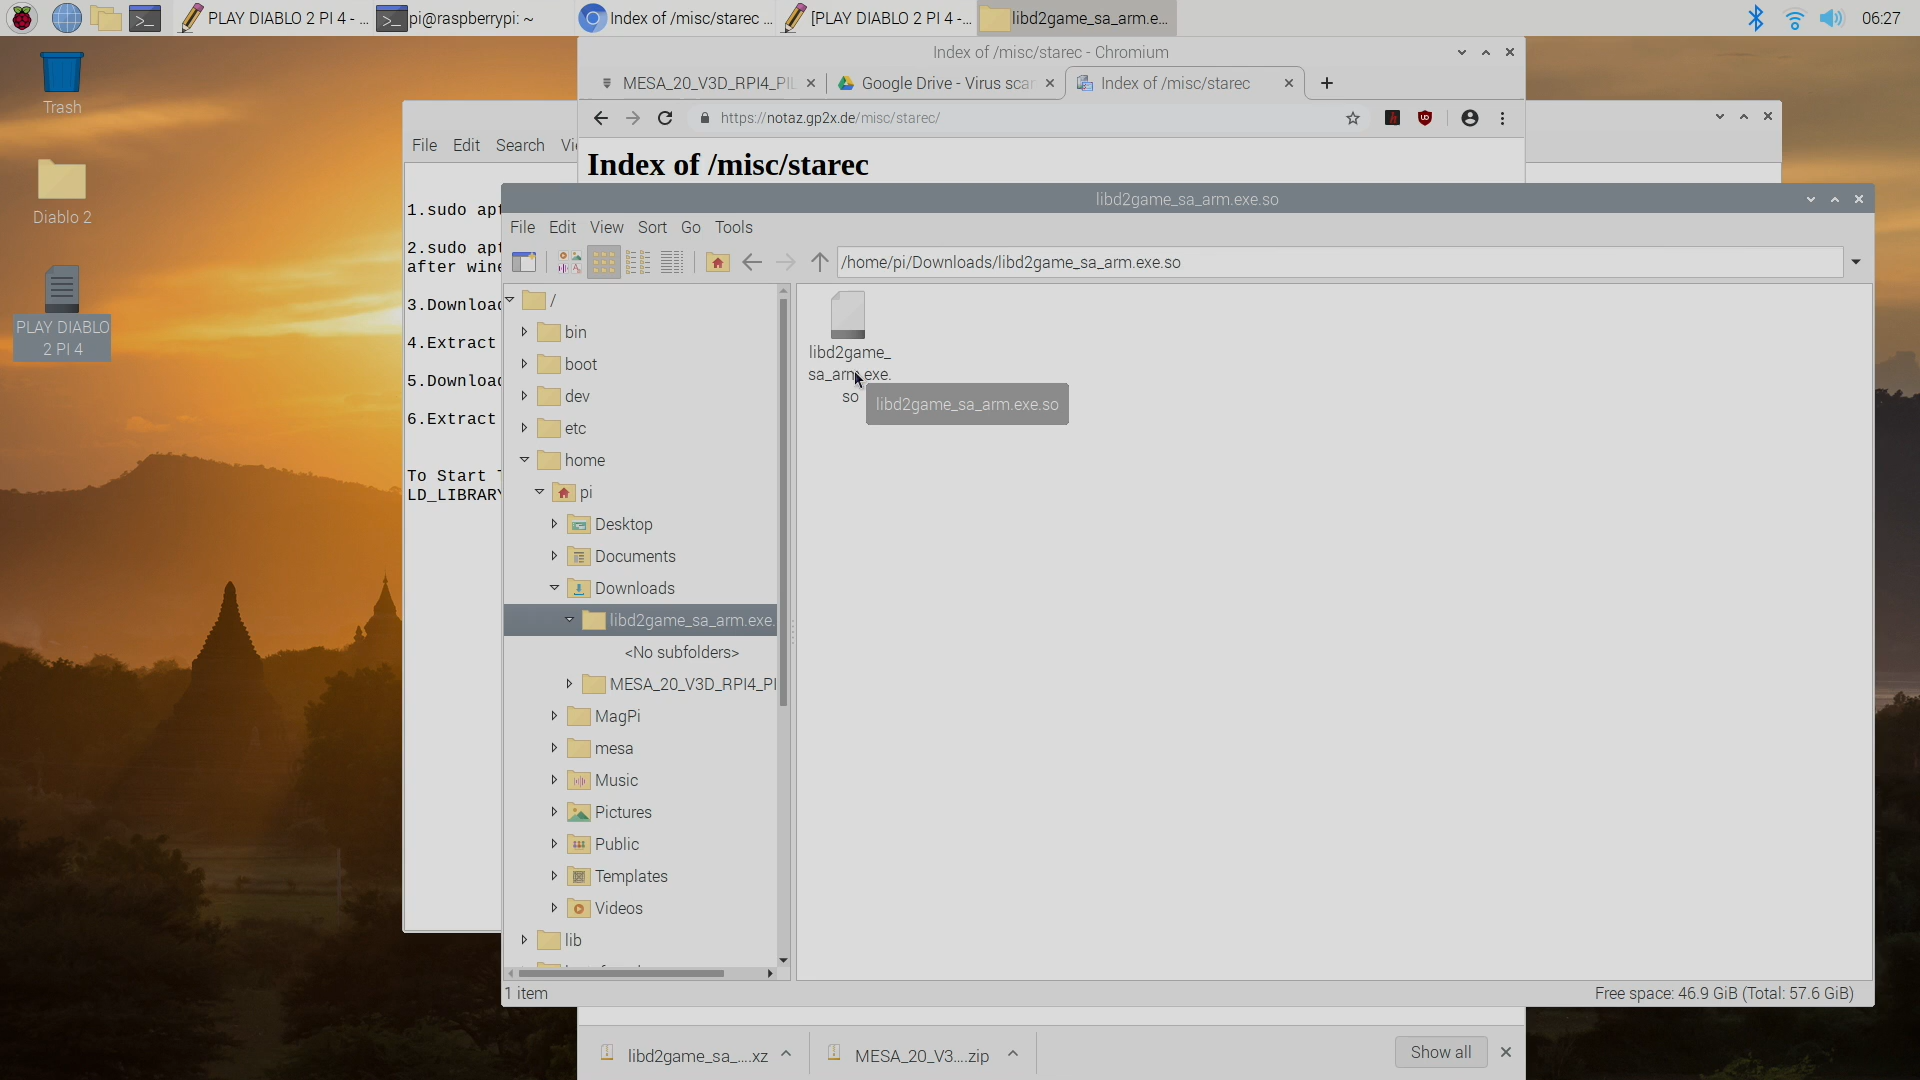 PLAY DIABLO 2 PI 4 - ...
pi@raspberrypi: ~
Index of /misc/starec ...
[PLAY DIABLO 2 PI 4 -...
libd2game_sa_arm.e...
06:27
Trash
Diablo 2
PLAY DIABLO
2 PI 4
Index of /misc/starec - Chromium
MESA_20_V3D_RPI4_PI
Google Drive - Virus scan
Index of /misc/starec
https://notaz.gp2x.de/misc/starec/
Index of /misc/starec
File Edit Search
1.sudo apt
2.sudo apt
after wine
3.Download
4.Extract
5.Download
6.Extract
To Start
LD_LIBRARY
libd2game_sa_arm.exe.so
File Edit View Sort Go Tools
/home/pi/Downloads/libd2game_sa_arm.exe.so
/
bin
boot
dev
etc
home
pi
Desktop
Documents
Downloads
libd2game_sa_arm.exe.
<No subfolders>
MESA_20_V3D_RPI4_PI
MagPi
mesa
Music
Pictures
Public
Templates
Videos
lib
libd2game_
sa_arm.exe.
so
libd2game_sa_arm.exe.so
1 item
Free space: 46.9 GiB (Total: 57.6 GiB)
libd2game_sa_....xz
MESA_20_V3....zip
Show all